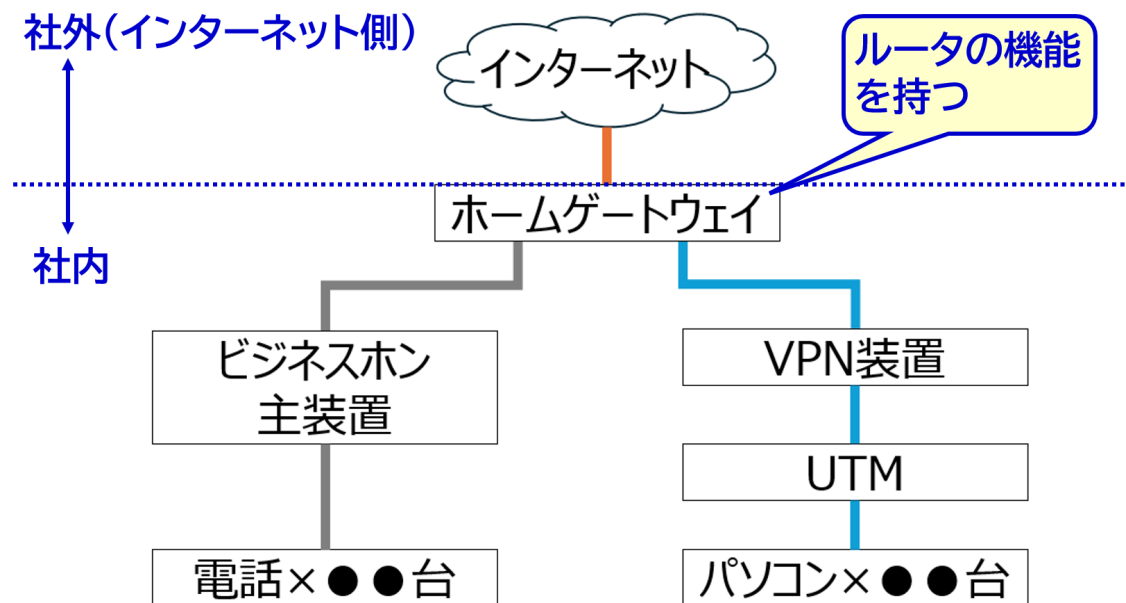 社外(インターネット側)
インターネット
ルータの機能
を持つ
ホームゲートウェイ
社内
ビジネスホン
主装置
VPN装置
UTM
電話×●●台
パソコン×●●台